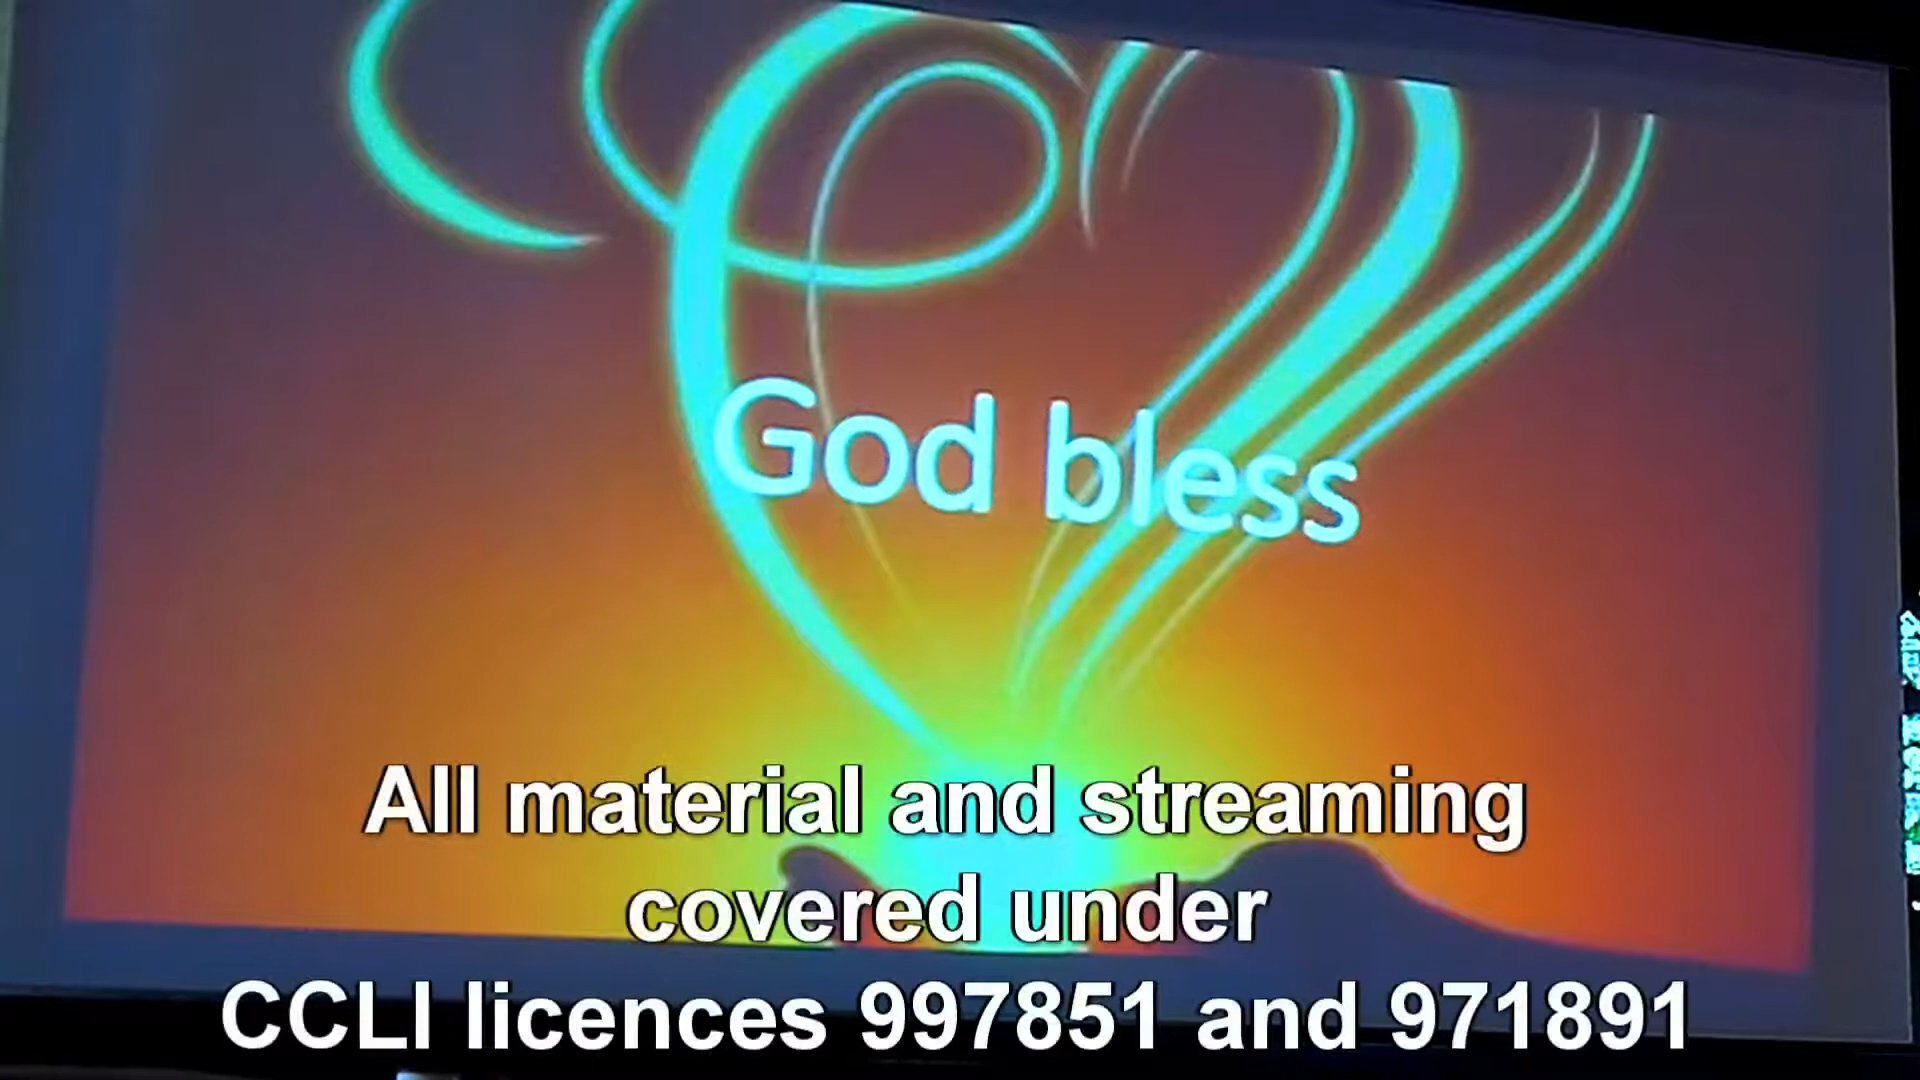 God bless
All material and streaming
covered under
CCLI licences 997851 and 971891